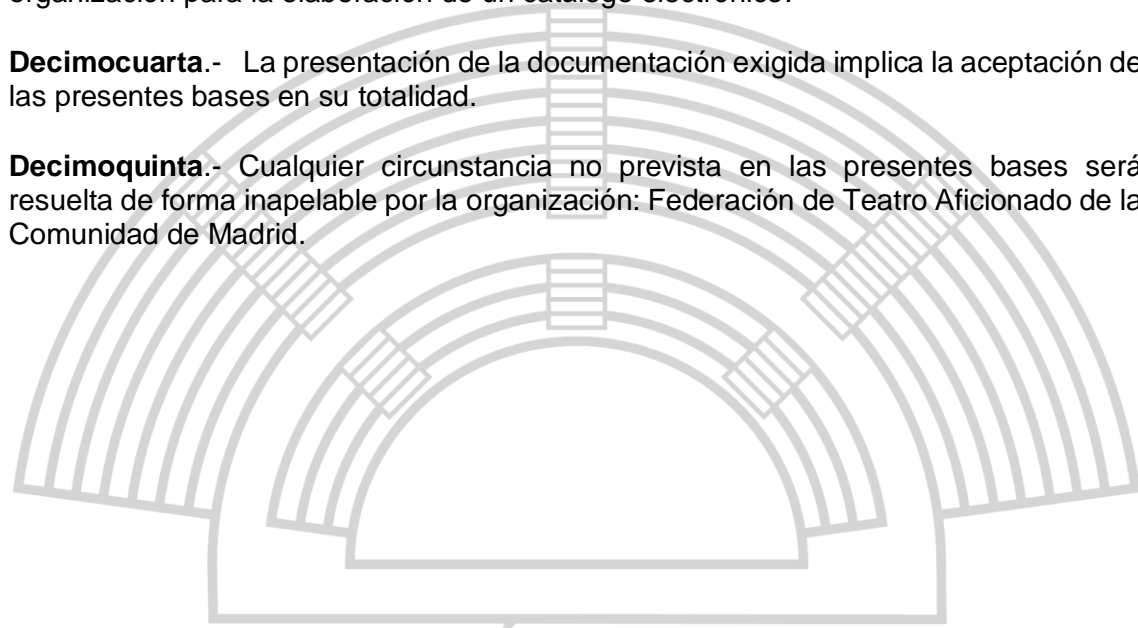 organización para la elaboración de un catálogo electrónico.
Decimocuarta.- La presentación de la documentación exigida implica la aceptación de
las presentes bases en su totalidad.
Decimoquinta.- Cualquier circunstancia no prevista en las presentes bases será
resuelta de forma inapelable por la organización: Federación de Teatro Aficionado de la
Comunidad de Madrid.